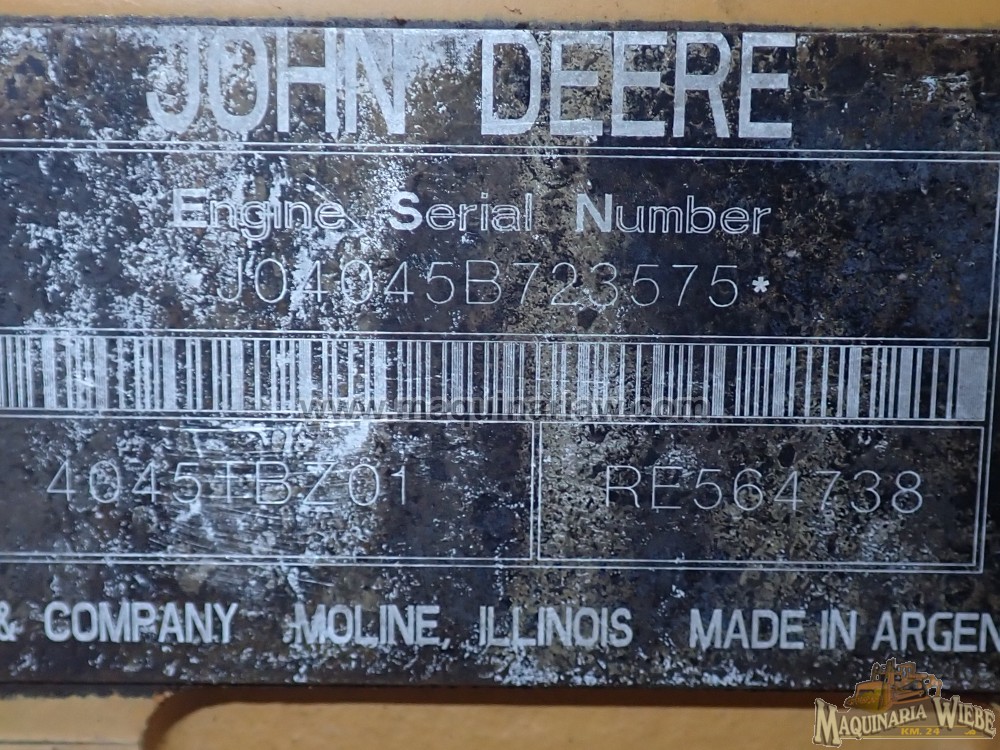 JOHN DEERE
Engine Serial Number
J04045B723575*
www.maquinariaw.com
4045TBZ01 RE564738
& COMPANY MOLINE, ILLINOIS MADE IN ARGEN
MAQUINARIA WIEBE
KM. 24